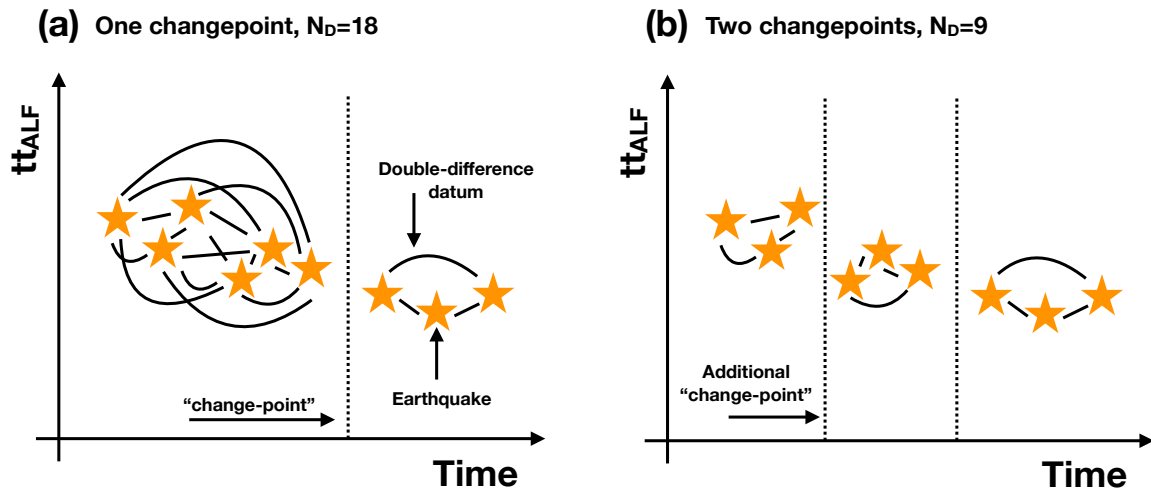 (a) One changepoint, N_D=18
tt_ALF
Double-difference
datum
"change-point"
Earthquake
Time
(b) Two changepoints, N_D=9
tt_ALF
Additional
"change-point"
Time